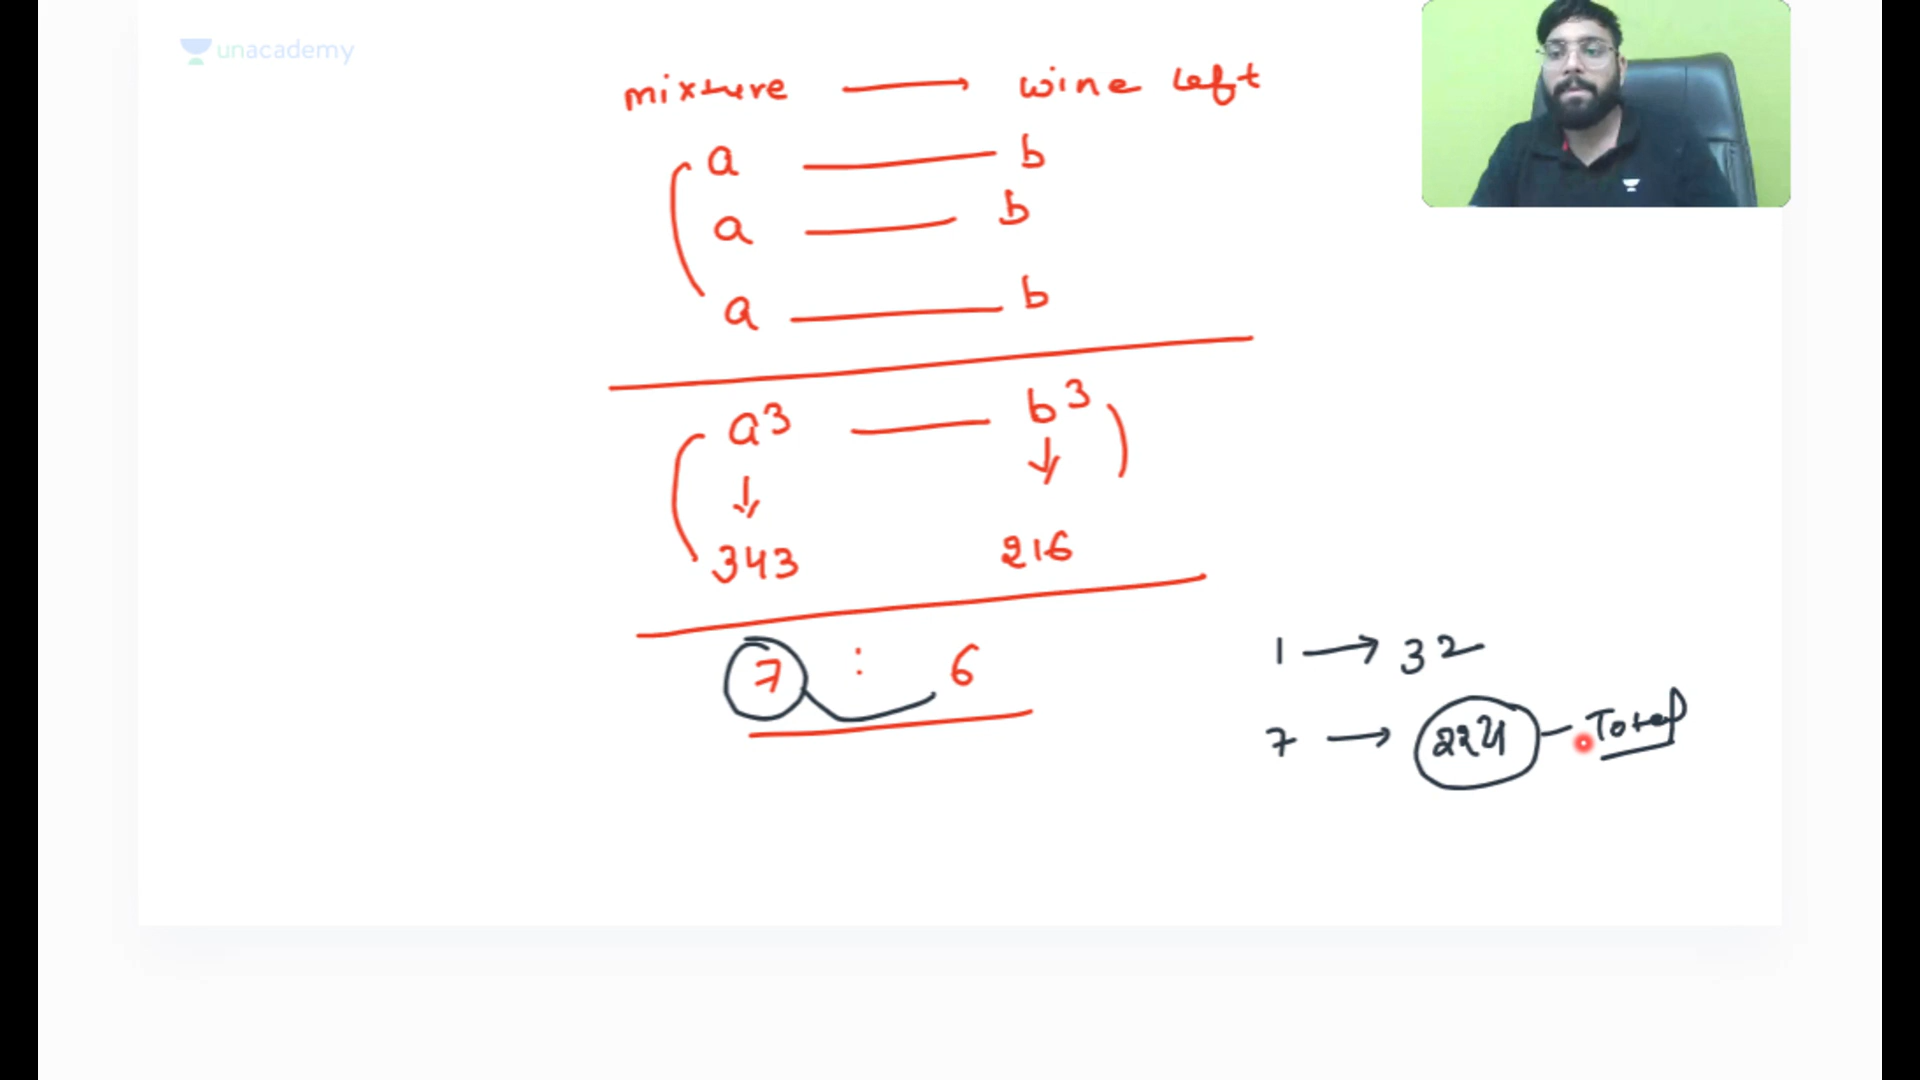 unacademy
mixture → wine left
a — b
a — b
a — b
a³ — b³
↓ ↓
343 216
7 : 6
1 → 32
7 → 224 — Total